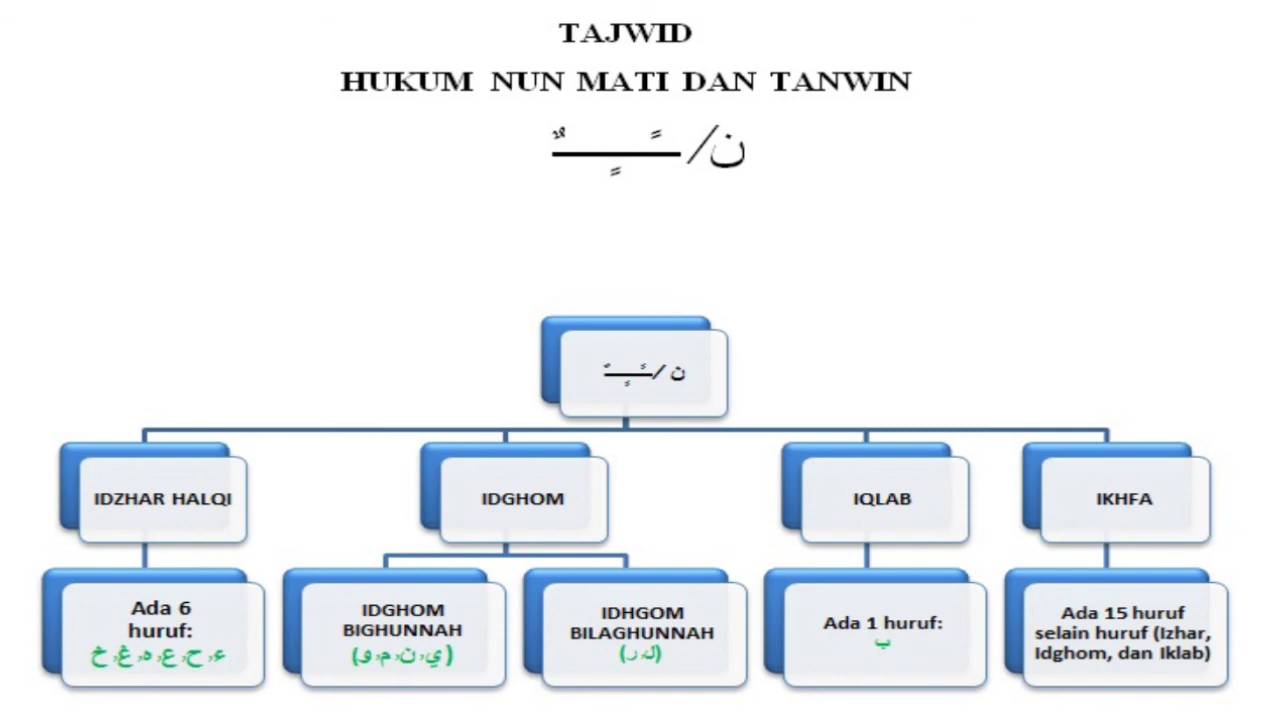 TAJWID
HUKUM NUN MATI DAN TANWIN
ن/ ـًـٍـٌ
ن/ ـًـٍـٌ
IDZHAR HALQI
IDGHOM
IQLAB
IKHFA
Ada 6
huruf:
ء, ح, ع, ه, غ, خ
IDGHOM
BIGHUNNAH
(ي, ن, م, و)
IDHGOM
BILAGHUNNAH
(ل, ر)
Ada 1 huruf:
ب
Ada 15 huruf
selain huruf (Izhar,
Idghom, dan Iklab)